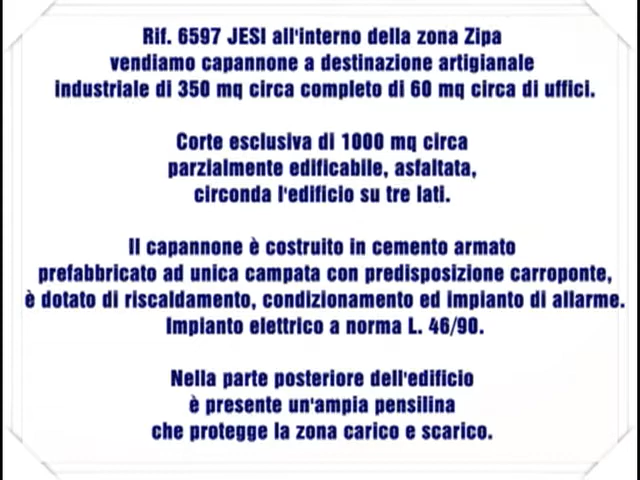 Rif. 6597 JESI all'interno della zona Zipa
vendiamo capannone a destinazione artigianale
industriale di 350 mq circa completo di 60 mq circa di uffici.
Corte esclusiva di 1000 mq circa
parzialmente edificabile, asfaltata,
circonda l'edificio su tre lati.
Il capannone è costruito in cemento armato
prefabbricato ad unica campata con predisposizione carroponte,
è dotato di riscaldamento, condizionamento ed impianto di allarme.
Impianto elettrico a norma L. 46/90.
Nella parte posteriore dell'edificio
è presente un'ampia pensilina
che protegge la zona carico e scarico.